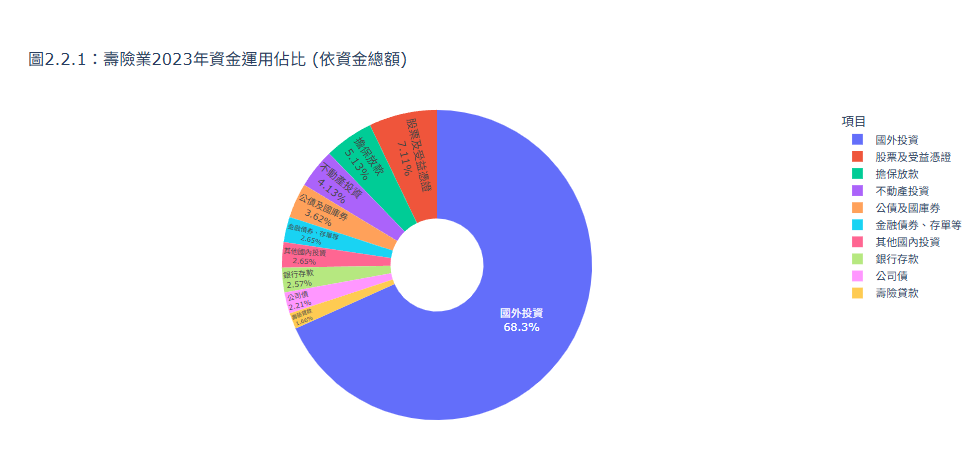 圖2.2.1：壽險業2023年資金運用佔比 (依資金總額)
股票及受益憑證
7.11%
擔保放款
5.13%
不動產投資
4.13%
公債及國庫券
3.62%
金融債券、存單等
2.65%
其他國內投資
2.65%
銀行存款
2.57%
公司債
2.21%
壽險貸款
1.66%
國外投資
68.3%
項目
國外投資
股票及受益憑證
擔保放款
不動產投資
公債及國庫券
金融債券、存單等
其他國內投資
銀行存款
公司債
壽險貸款